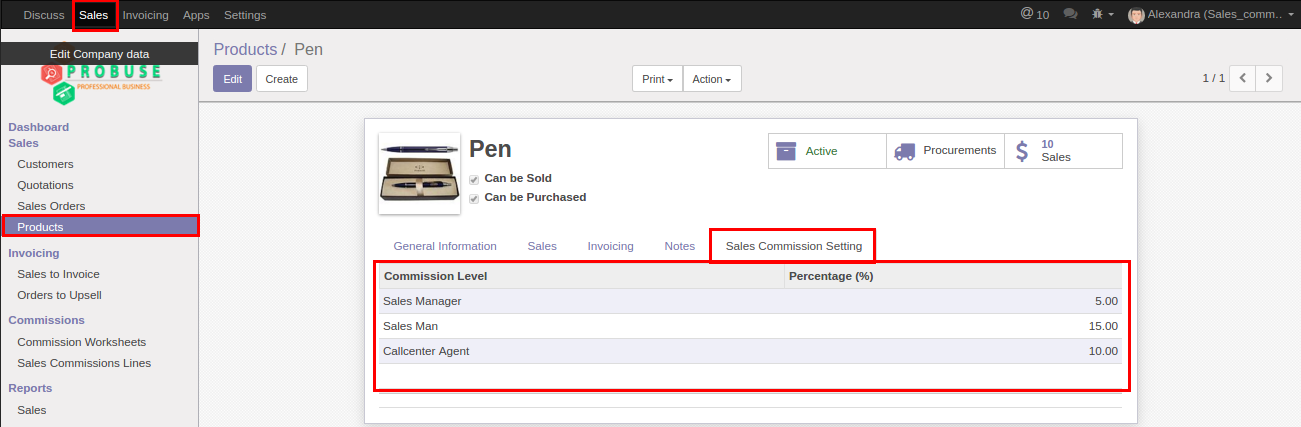 Discuss Sales Invoicing Apps Settings @ 10 Alexandra (Sales_comm..
Edit Company data
PROBUSE
PROFESSIONAL BUSINESS
Products / Pen
Edit Create Print Action 1 / 1
Dashboard
Sales
Customers
Quotations
Sales Orders
Products
Invoicing
Sales to Invoice
Orders to Upsell
Commissions
Commission Worksheets
Sales Commissions Lines
Reports
Sales
Pen
Can be Sold
Can be Purchased
Active
Procurements
10
Sales
General Information Sales Invoicing Notes Sales Commission Setting
Commission Level Percentage (%)
Sales Manager 5.00
Sales Man 15.00
Callcenter Agent 10.00